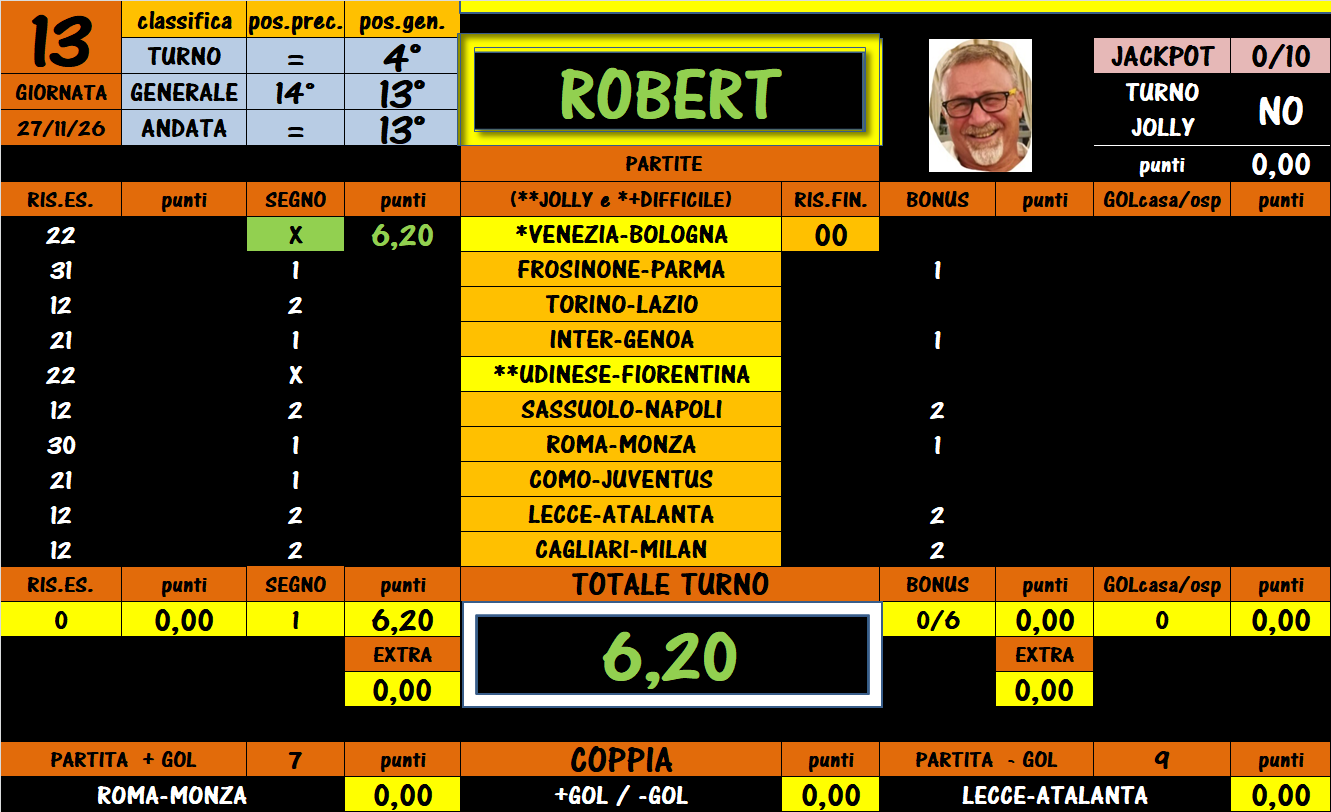 13 classifica pos.prec. pos.gen.
TURNO = 4° ROBERT JACKPOT 0/10
GIORNATA GENERALE 14° 13° TURNO JOLLY NO
27/11/26 ANDATA = 13°
PARTITE punti 0,00
RIS.ES. punti SEGNO punti (**JOLLY e *+DIFFICILE) RIS.FIN. BONUS punti GOLcasa/osp punti
22 X 6,20 *VENEZIA-BOLOGNA 00
31 1 FROSINONE-PARMA 1
12 2 TORINO-LAZIO
21 1 INTER-GENOA 1
22 X **UDINESE-FIORENTINA
12 2 SASSUOLO-NAPOLI 2
30 1 ROMA-MONZA 1
21 1 COMO-JUVENTUS
12 2 LECCE-ATALANTA 2
12 2 CAGLIARI-MILAN 2
RIS.ES. punti SEGNO punti TOTALE TURNO BONUS punti GOLcasa/osp punti
0 0,00 1 6,20 6,20 0/6 0,00 0 0,00
EXTRA EXTRA
0,00 0,00
PARTITA + GOL 7 punti COPPIA punti PARTITA - GOL 9 punti
ROMA-MONZA 0,00 +GOL / -GOL 0,00 LECCE-ATALANTA 0,00